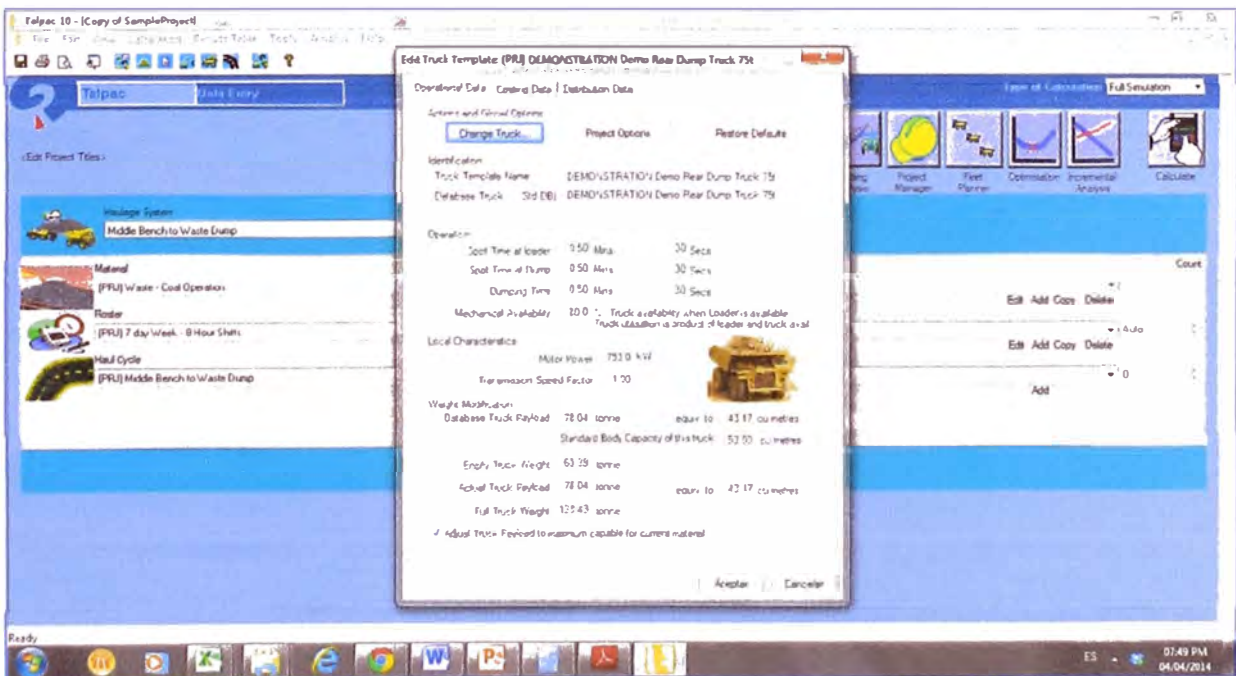 Talpac 10 - [Copy of SampleProject]
Talpac
Data Entry
Type of Calculation Full Simulation
<Edit Project Titles>
Project Manager
Fleet Planner
Optimisation
Incremental Analysis
Calculate
Haulage System
Middle Bench to Waste Dump
Material
[PRJ] Waste - Coal Operation
Roster
[PRJ] 7 day Week - 8 Hour Shifts
Haul Cycle
[PRJ] Middle Bench to Waste Dump
Count
Edit Add Copy Delete
Auto
Edit Add Copy Delete
0
Add
Edit Truck Template: [PRJ] DEMONSTRATION Demo Rear Dump Truck 75t
Operational Data Costing Data Distribution Data
Actions and Global Options
Change Truck... Project Options Restore Defaults
Identification
Truck Template Name DEMONSTRATION Demo Rear Dump Truck 75t
Database Truck Std DB) DEMONSTRATION Demo Rear Dump Truck 75t
Operation
Spot Time at loader 0.50 Mins 30 Secs
Spot Time at Dump 0.50 Mins 30 Secs
Dumping Time 0.50 Mins 30 Secs
Mechanical Availability % Truck availability when Loader is available
Truck utilisation is product of loader and truck avail
Local Characteristics
Motor Power kW
Transmission Speed Factor 1.00
Weight Modification
Database Truck Payload 78.04 tonne equiv to 43.17 cu metres
Standard Body Capacity of this truck cu metres
Empty Truck Weight tonne
Actual Truck Payload 78.04 tonne equiv to 43.17 cu metres
Full Truck Weight tonne
Adjust Truck Payload to maximum capable for current material
Aceptar Cancelar
Ready
ES
07:49 PM
04/04/2014